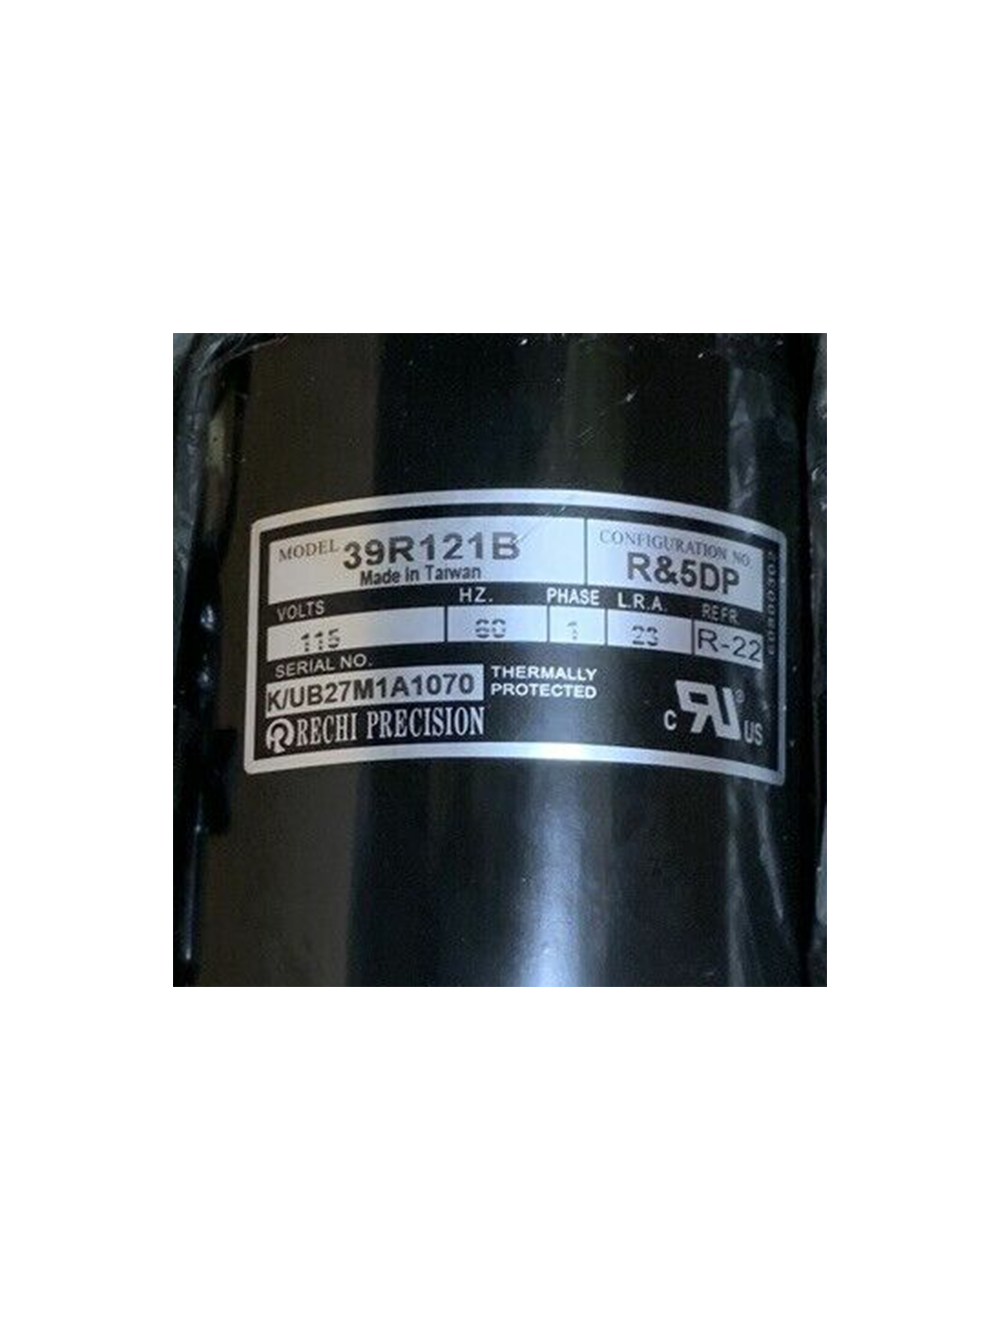 MODEL 39R121B
Made in Taiwan
CONFIGURATION NO
R&5DP
VOLTS HZ. PHASE L.R.A. REFR.
115 60 1 23 R-22
SERIAL NO.
K/UB27M1A1070
THERMALLY
PROTECTED
RECHI PRECISION
C RU ® US